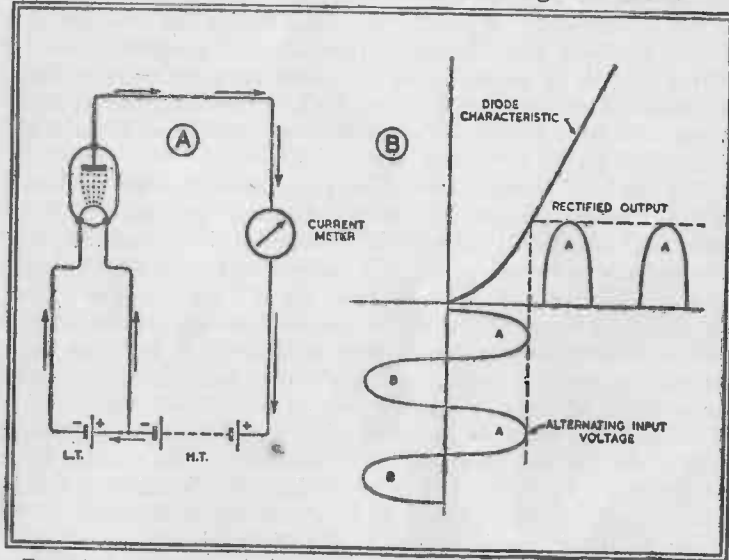 A
CURRENT
METER
- +
L.T.
-
H.T.
+
B
DIODE
CHARACTERISTIC
RECTIFIED OUTPUT
A
A
A
B
A
ALTERNATING INPUT
VOLTAGE
B